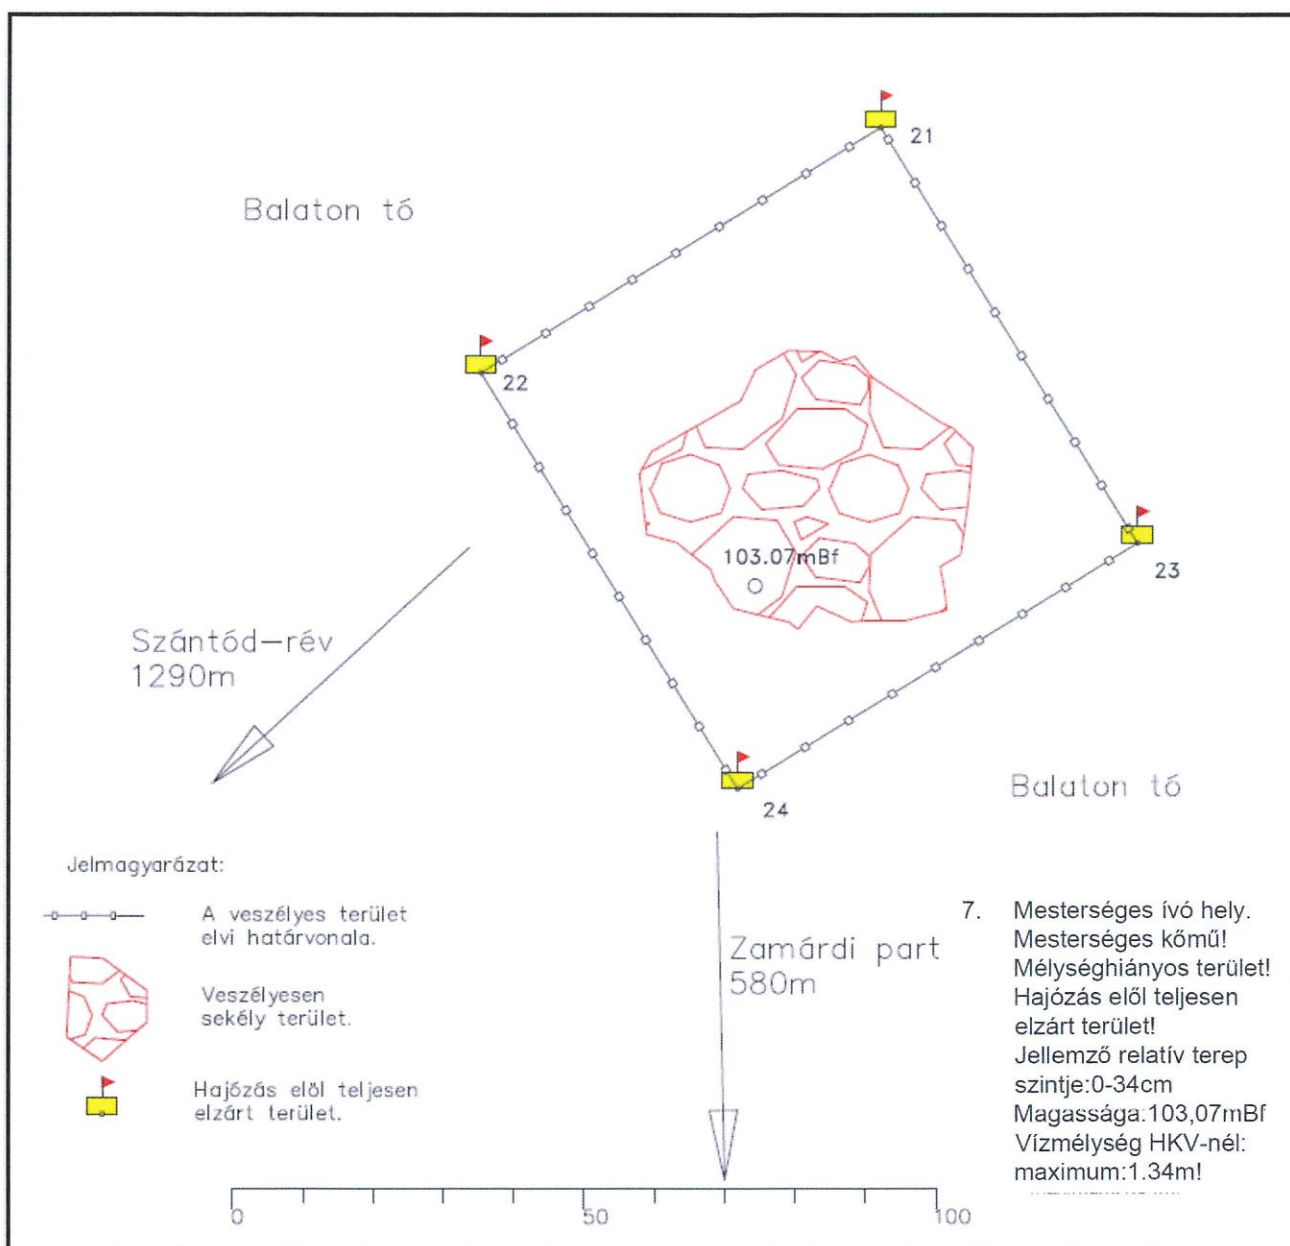 21
Balaton tó
22
103.07mBf
23
Szántód-rév
1290m
24
Balaton tó
Jelmagyarázat:
A veszélyes terület
elvi határvonala.
Veszélyesen
sekély terület.
Hajózás elöl teljesen
elzárt terület.
Zamárdi part
580m
7. Mesterséges ívó hely.
Mesterséges kőmű!
Mélységhiányos terület!
Hajózás elől teljesen
elzárt terület!
Jellemző relatív terep
szintje:0-34cm
Magassága:103,07mBf
Vízmélység HKV-nél:
maximum:1.34m!
0 50 100